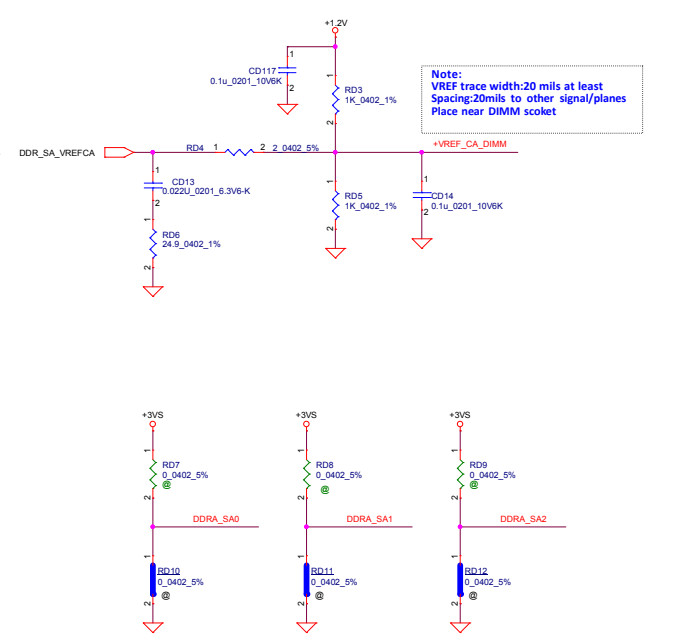 +1.2V
1
CD117
0.1u_0201_10V6K
2
1
RD3
1K_0402_1%
2
Note:
VREF trace width:20 mils at least
Spacing:20mils to other signal/planes
Place near DIMM scoket
DDR_SA_VREFCA
RD4 1 2 2_0402_5%
+VREF_CA_DIMM
1
CD13
0.022U_0201_6.3V6-K
2
1
RD6
24.9_0402_1%
2
1
RD5
1K_0402_1%
2
1
CD14
0.1u_0201_10V6K
2
+3VS
+3VS
+3VS
1
RD7
0_0402_5%
@
2
1
RD8
0_0402_5%
@
2
1
RD9
0_0402_5%
@
2
DDRA_SA0
DDRA_SA1
DDRA_SA2
1
RD10
0_0402_5%
@
2
1
RD11
0_0402_5%
@
2
1
RD12
0_0402_5%
@
2